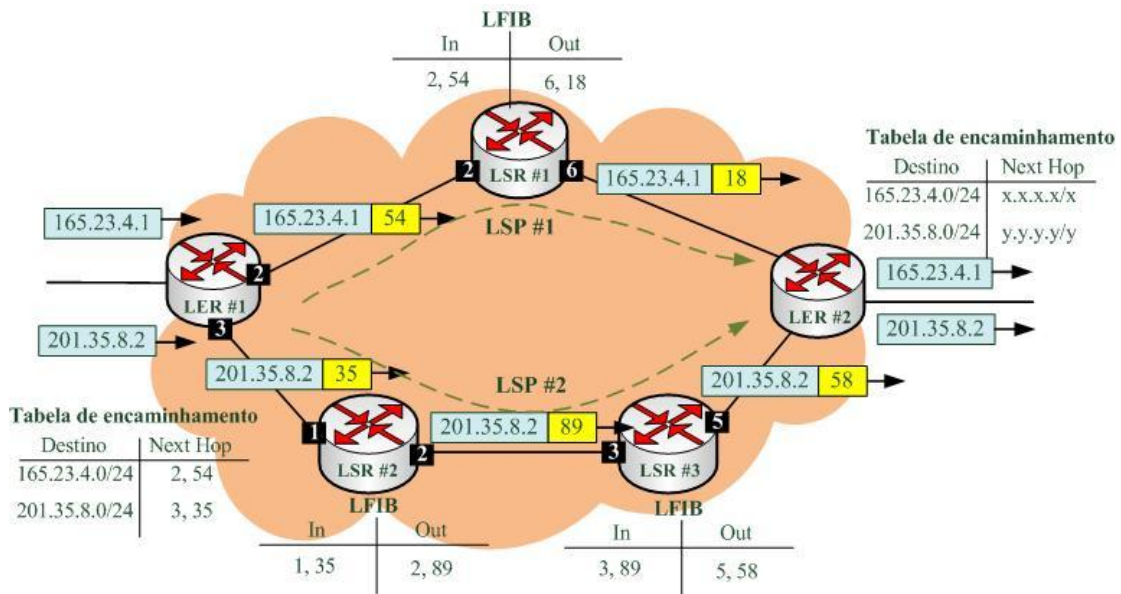 LFIB
In Out
2, 54 6, 18
2 6
LSR #1
165.23.4.1 18
Tabela de encaminhamento
Destino Next Hop
165.23.4.0/24 x.x.x.x/x
201.35.8.0/24 y.y.y.y/y
165.23.4.1
165.23.4.1 54
LSP #1
2
LER #1
3
165.23.4.1
LER #2
201.35.8.2
201.35.8.2
201.35.8.2 35
LSP #2
201.35.8.2 58
Tabela de encaminhamento
Destino Next Hop
165.23.4.0/24 2, 54
201.35.8.0/24 3, 35
1
LSR #2
2
201.35.8.2 89
3
5
LSR #3
LFIB
In Out
1, 35 2, 89
LFIB
In Out
3, 89 5, 58